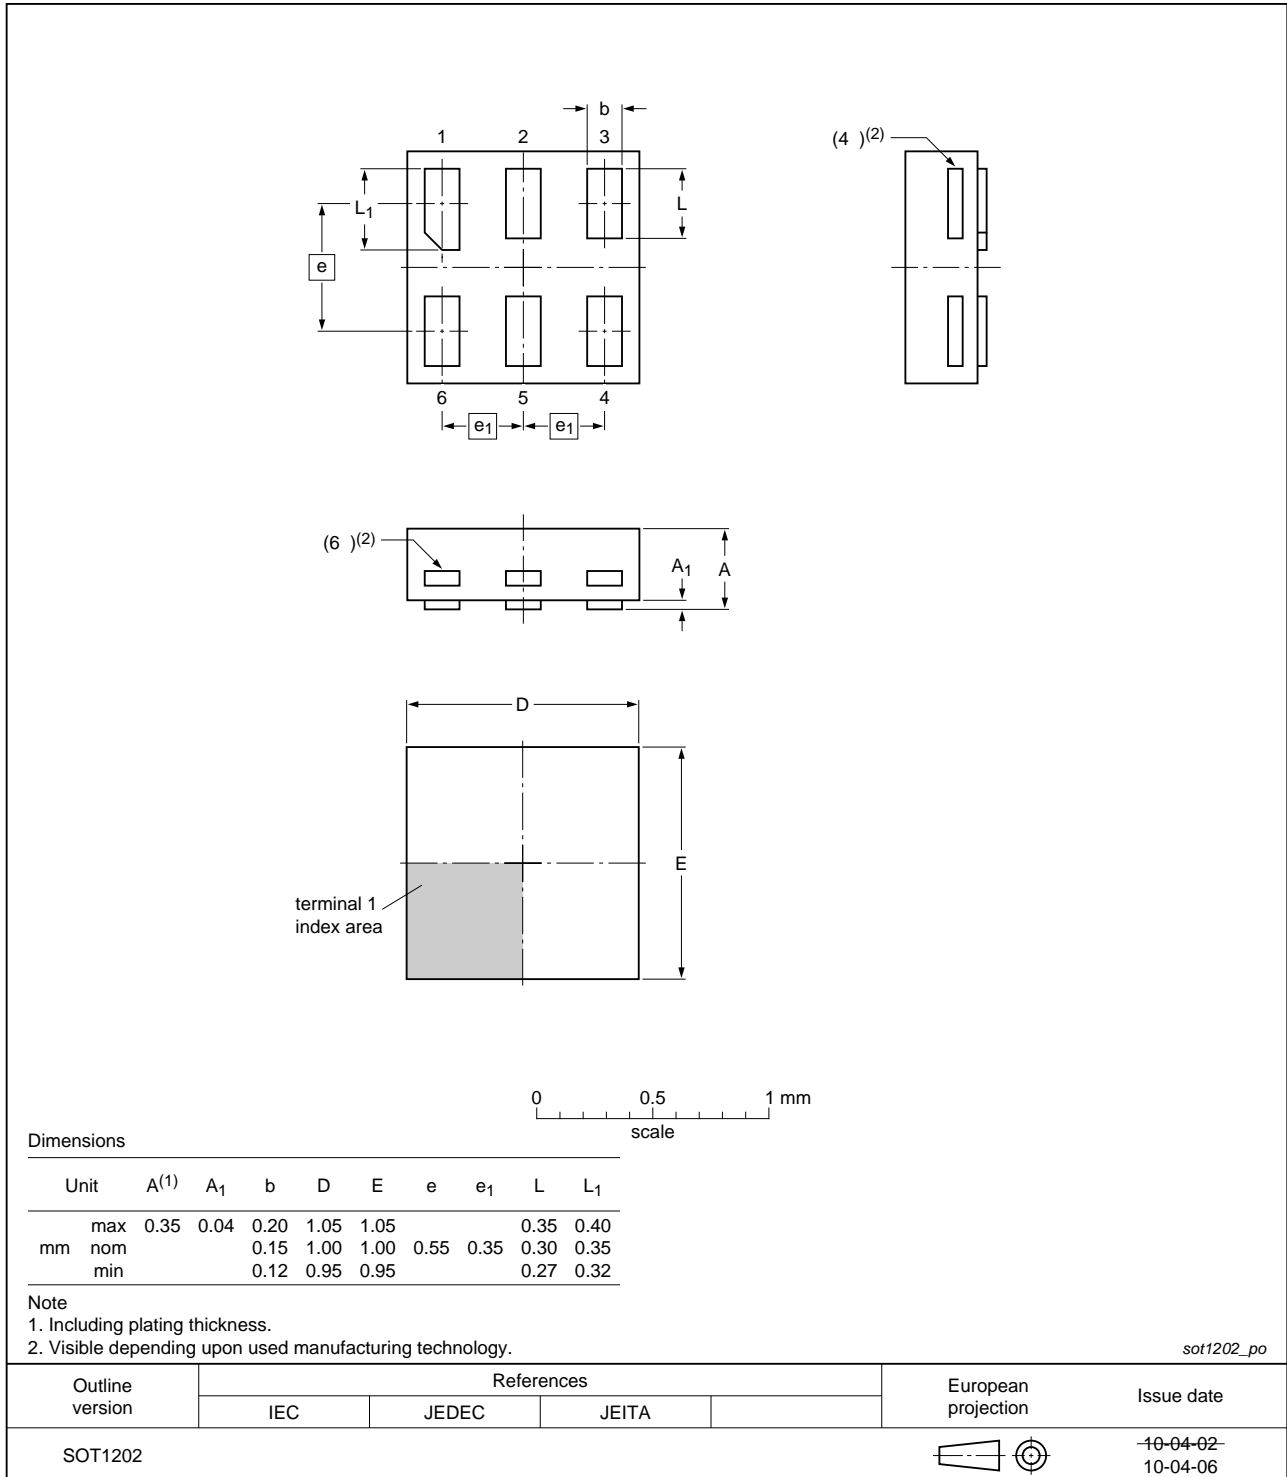 b
1 2 3
(4 )(2)
L1
L
e
6 5 4
e1 e1
(6 )(2)
A1 A
D
E
terminal 1
index area
0 0.5 1 mm
scale
Dimensions
Unit A(1) A1 b D E e e1 L L1
max 0.35 0.04 0.20 1.05 1.05 0.35 0.40
mm nom 0.15 1.00 1.00 0.55 0.35 0.30 0.35
min 0.12 0.95 0.95 0.27 0.32
Note
1. Including plating thickness.
2. Visible depending upon used manufacturing technology.
sot1202_po
Outline
version
References
IEC JEDEC JEITA
European
projection
Issue date
SOT1202
10-04-02
10-04-06